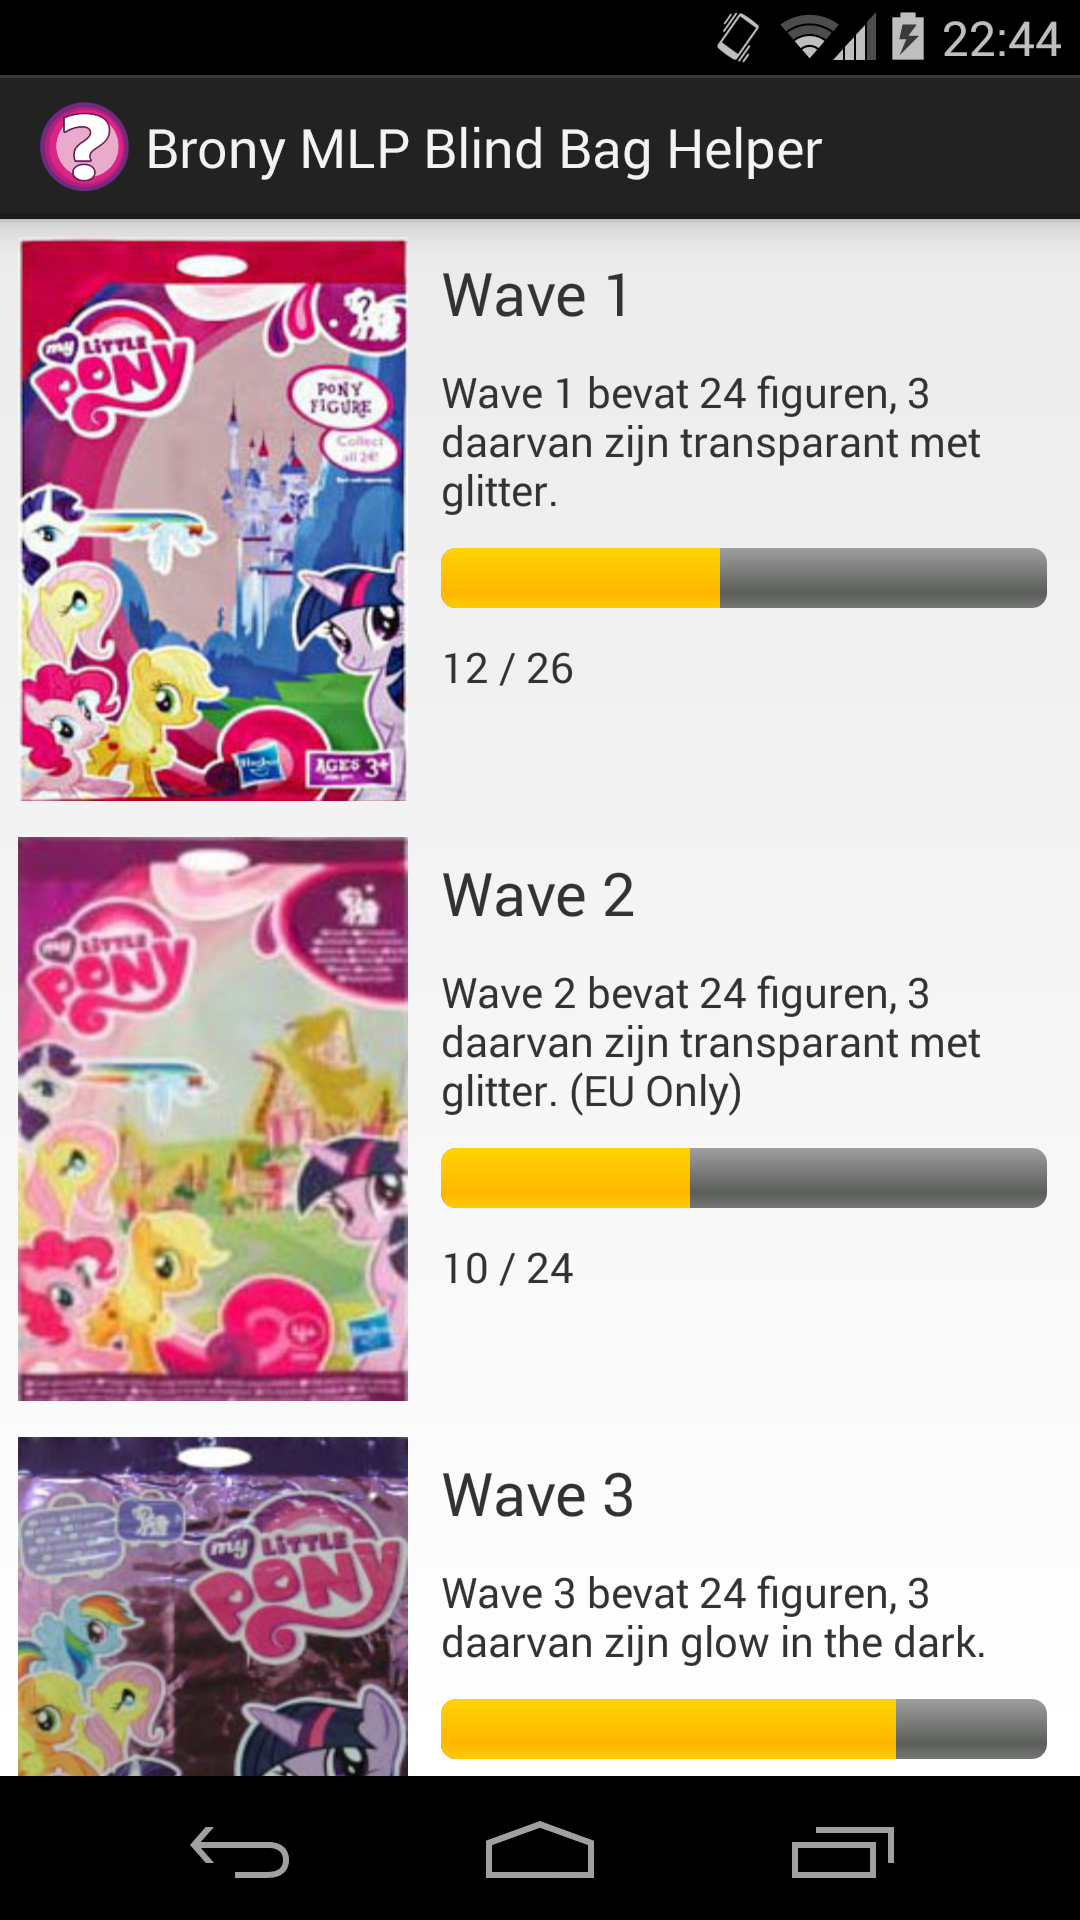 22:44
Brony MLP Blind Bag Helper
my LiTTLE
PONY
PONY
FIGURE
Collect
all 24!
Hasbro
AGES 3+
Wave 1
Wave 1 bevat 24 figuren, 3
daarvan zijn transparant met
glitter.
12 / 26
my LiTTLE
PONY
4+
Hasbro
Wave 2
Wave 2 bevat 24 figuren, 3
daarvan zijn transparant met
glitter. (EU Only)
10 / 24
my LiTTLE
PONY
Wave 3
Wave 3 bevat 24 figuren, 3
daarvan zijn glow in the dark.